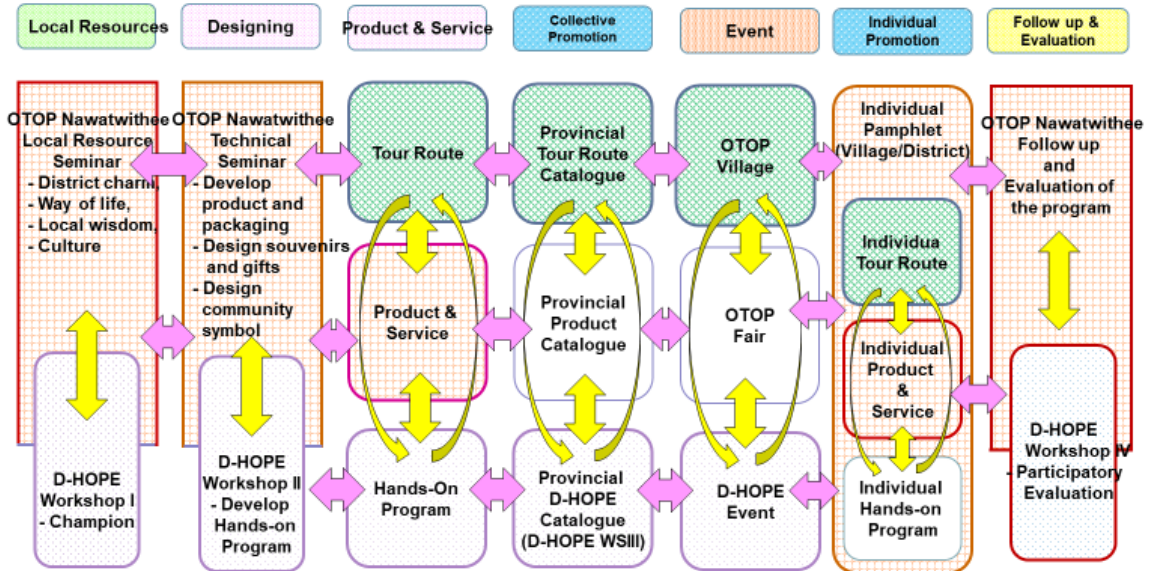 Local Resources
Designing
Product & Service
Collective
Promotion
Event
Individual
Promotion
Follow up &
Evaluation
OTOP Nawatwithee
Local Resource
Seminar
- District charm,
- Way of life,
- Local wisdom,
- Culture
OTOP Nawatwithee
Technical
Seminar
- Develop
product and
packaging
- Design souvenirs
and gifts
- Design
community
symbol
Tour Route
Provincial
Tour Route
Catalogue
OTOP
Village
Individual
Pamphlet
(Village/District)
OTOP Nawatwithee
Follow up
and
Evaluation of
the program
Individua
Tour Route
Product &
Service
Provincial
Product
Catalogue
OTOP
Fair
Individual
Product
&
Service
D-HOPE
Workshop I
- Champion
D-HOPE
Workshop II
- Develop
Hands-on
Program
Hands-On
Program
Provincial
D-HOPE
Catalogue
(D-HOPE WSIII)
D-HOPE
Event
Individual
Hands-on
Program
D-HOPE
Workshop IV
- Participatory
Evaluation